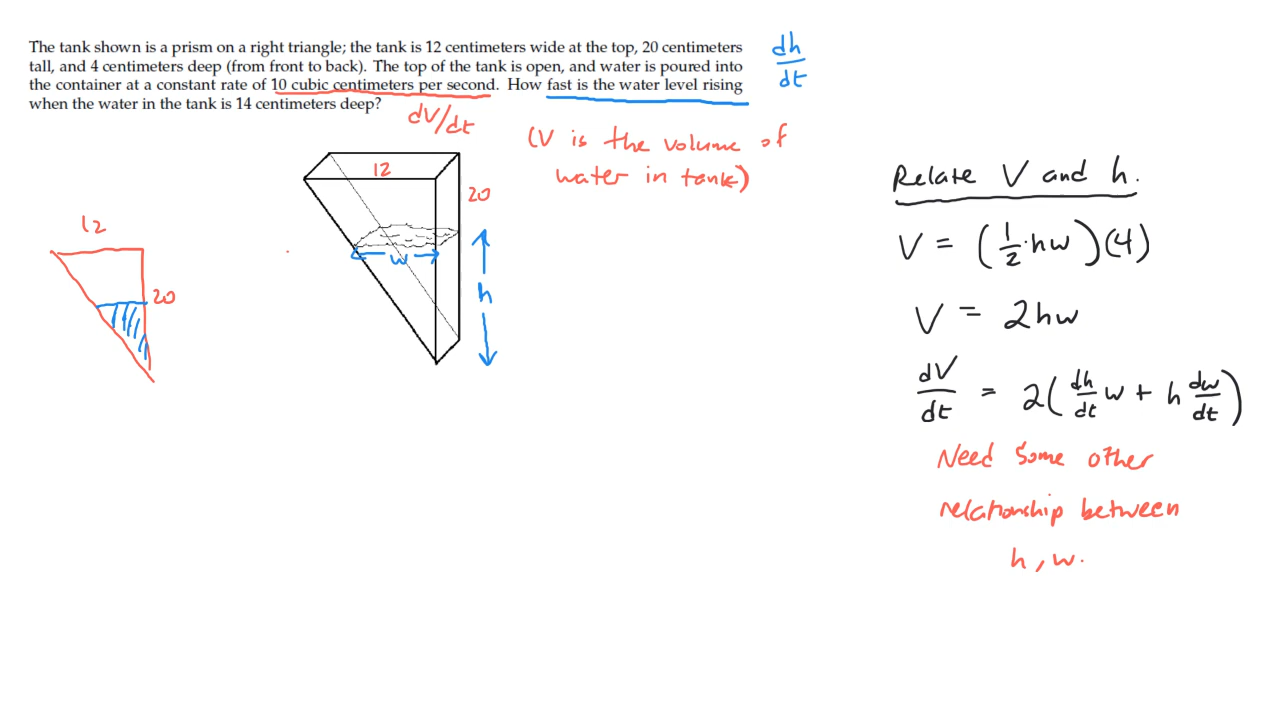 The tank shown is a prism on a right triangle; the tank is 12 centimeters wide at the top, 20 centimeters
tall, and 4 centimeters deep (from front to back). The top of the tank is open, and water is poured into
the container at a constant rate of 10 cubic centimeters per second. How fast is the water level rising
when the water in the tank is 14 centimeters deep?
dh/dt
dV/dt
(V is the volume of
water in tank)
12
20
w
h
12
20
Relate V and h.
V = (1/2·hw)(4)
V = 2hw
dV/dt = 2(dh/dt w + h dw/dt)
Need some other
relationship between
h, w.